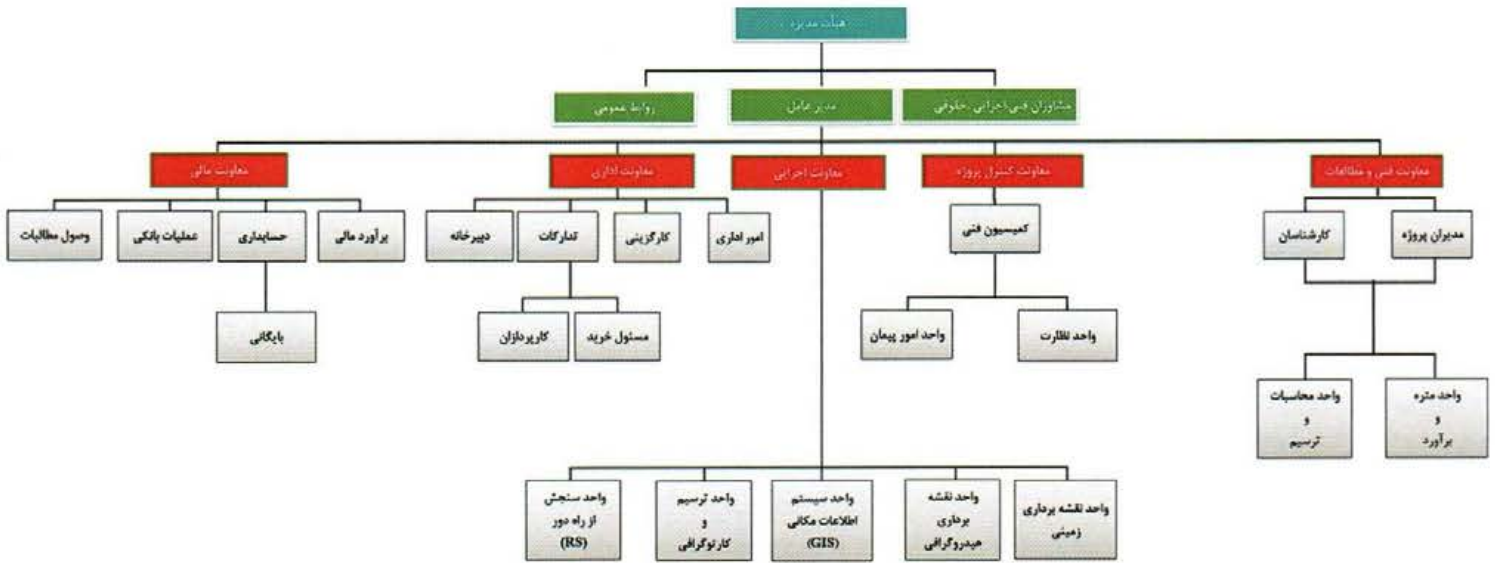 هیأت مدیره
مشاوران فنی،اجرایی ،حقوقی
مدیر عامل
روابط عمومی
معاونت فنی و مطالعات
معاونت کنترل پروژه
معاونت اجرایی
معاونت اداری
معاونت مالی
مدیران پروژه
کارشناسان
کمیسیون فنی
امور اداری
کارگزینی
تدارکات
دبیرخانه
برآورد مالی
حسابداری
عملیات بانکی
وصول مطالبات
واحد نظارت
واحد امور پیمان
مسئول خرید
کارپردازان
بایگانی
واحد متره
و
برآورد
واحد محاسبات
و
ترسیم
واحد نقشه برداری
زمینی
واحد نقشه
برداری
هیدروگرافی
واحد سیستم
اطلاعات مکانی
(GIS)
واحد ترسیم
و
کارتوگرافی
واحد سنجش
از راه دور
(RS)